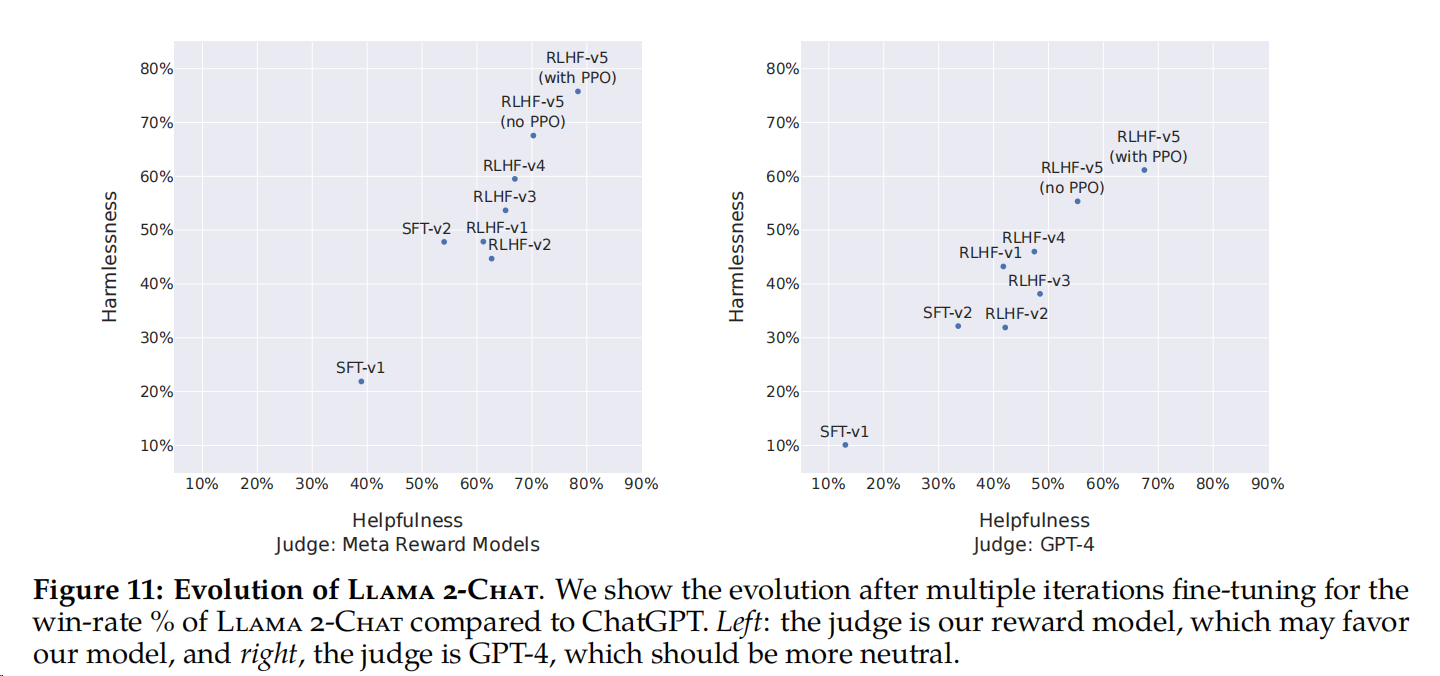 80%
70%
60%
50%
40%
30%
20%
10%
Harmlessness
RLHF-v5
(with PPO)
RLHF-v5
(no PPO)
RLHF-v4
RLHF-v3
SFT-v2
RLHF-v1
RLHF-v2
SFT-v1
10% 20% 30% 40% 50% 60% 70% 80% 90%
Helpfulness
Judge: Meta Reward Models
80%
70%
60%
50%
40%
30%
20%
10%
Harmlessness
RLHF-v5
(with PPO)
RLHF-v5
(no PPO)
RLHF-v4
RLHF-v1
RLHF-v3
SFT-v2
RLHF-v2
SFT-v1
10% 20% 30% 40% 50% 60% 70% 80% 90%
Helpfulness
Judge: GPT-4
Figure 11: Evolution of Llama 2-Chat. We show the evolution after multiple iterations fine-tuning for the
win-rate % of Llama 2-Chat compared to ChatGPT. Left: the judge is our reward model, which may favor
our model, and right, the judge is GPT-4, which should be more neutral.